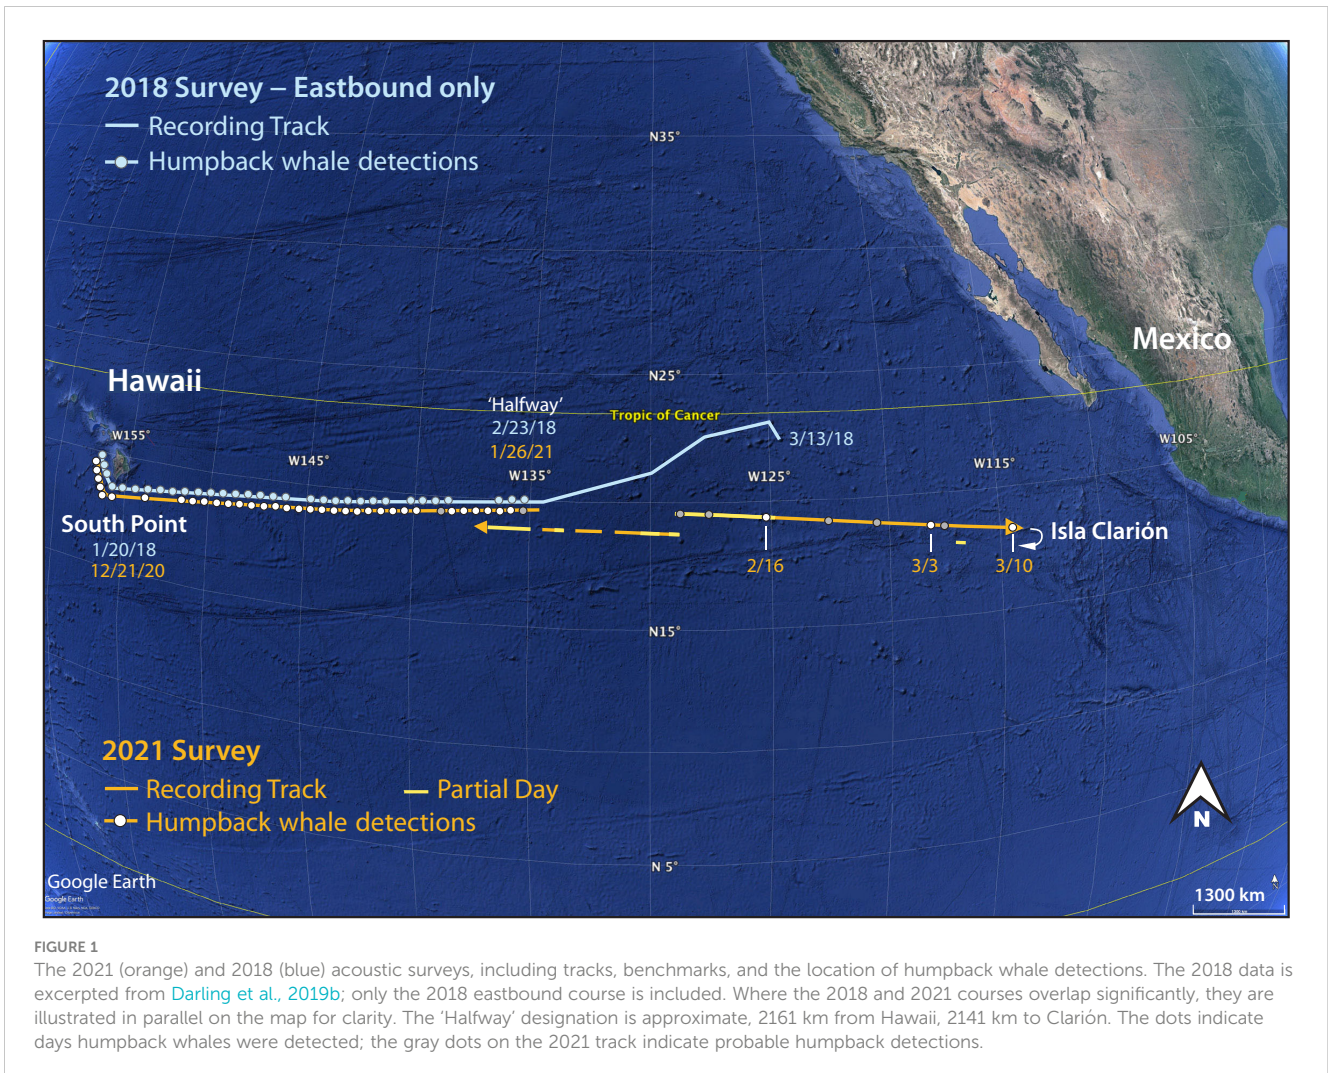 2018 Survey – Eastbound only
Recording Track
Humpback whale detections
N35°
Mexico
Hawaii
N25°
'Halfway'
2/23/18
1/26/21
Tropic of Cancer
3/13/18
W155°
W145°
W135°
W125°
W115°
W105°
South Point
1/20/18
12/21/20
Isla Clarión
2/16
3/3
3/10
N15°
2021 Survey
Recording Track
Partial Day
Humpback whale detections
N
N 5°
Google Earth
Google Earth
1300 km
1300 km
FIGURE 1
The 2021 (orange) and 2018 (blue) acoustic surveys, including tracks, benchmarks, and the location of humpback whale detections. The 2018 data is
excerpted from Darling et al., 2019b; only the 2018 eastbound course is included. Where the 2018 and 2021 courses overlap significantly, they are
illustrated in parallel on the map for clarity. The 'Halfway' designation is approximate, 2161 km from Hawaii, 2141 km to Clarión. The dots indicate
days humpback whales were detected; the gray dots on the 2021 track indicate probable humpback detections.